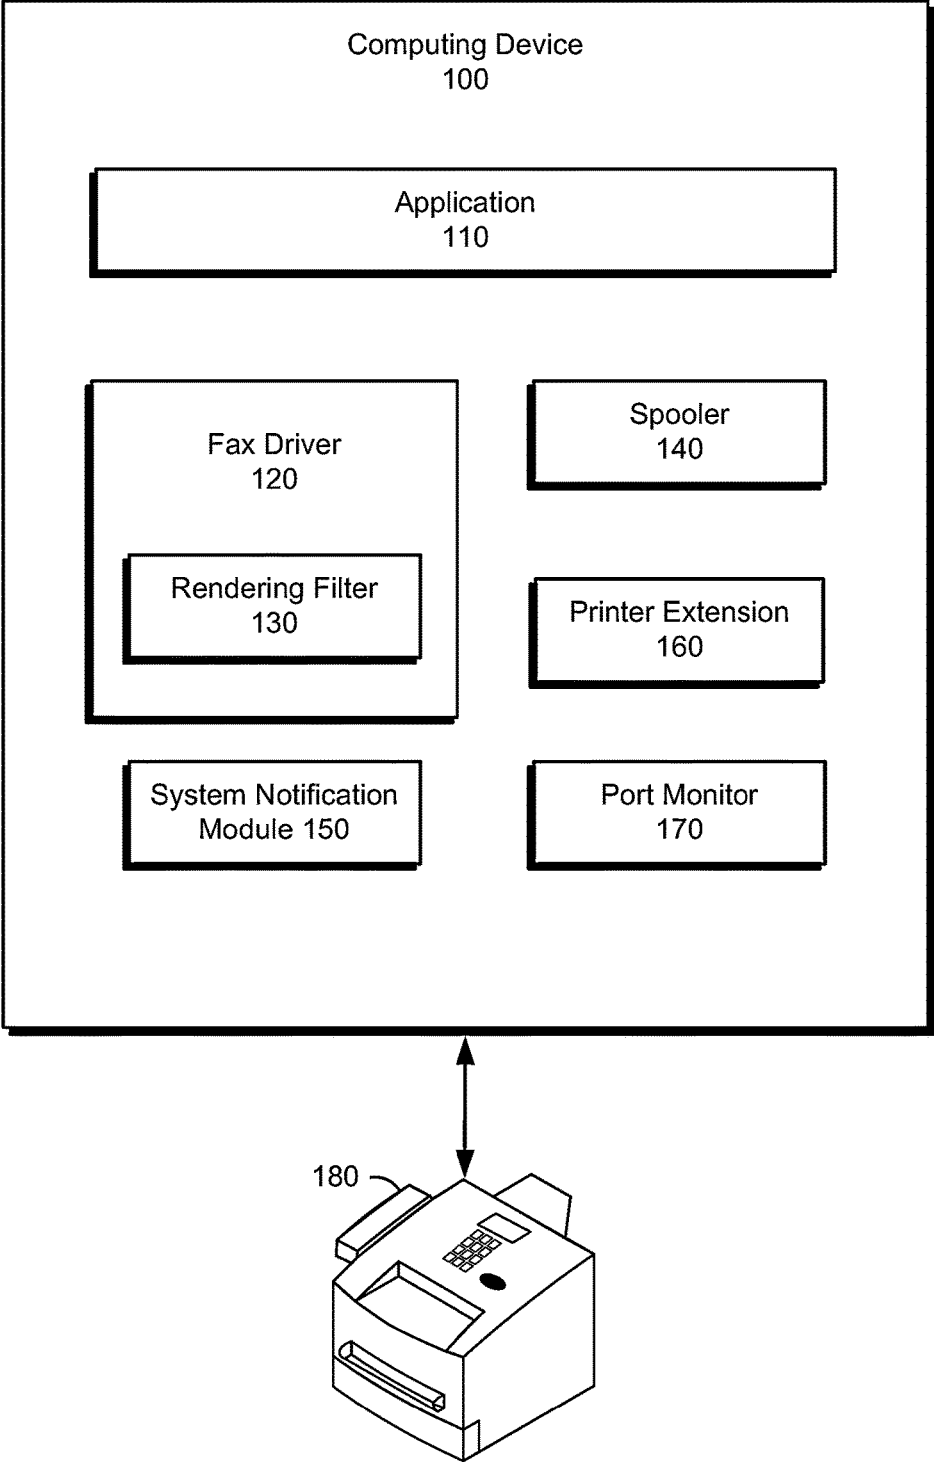 Computing Device
100
Application
110
Fax Driver
120
Rendering Filter
130
Spooler
140
Printer Extension
160
System Notification
Module 150
Port Monitor
170
180